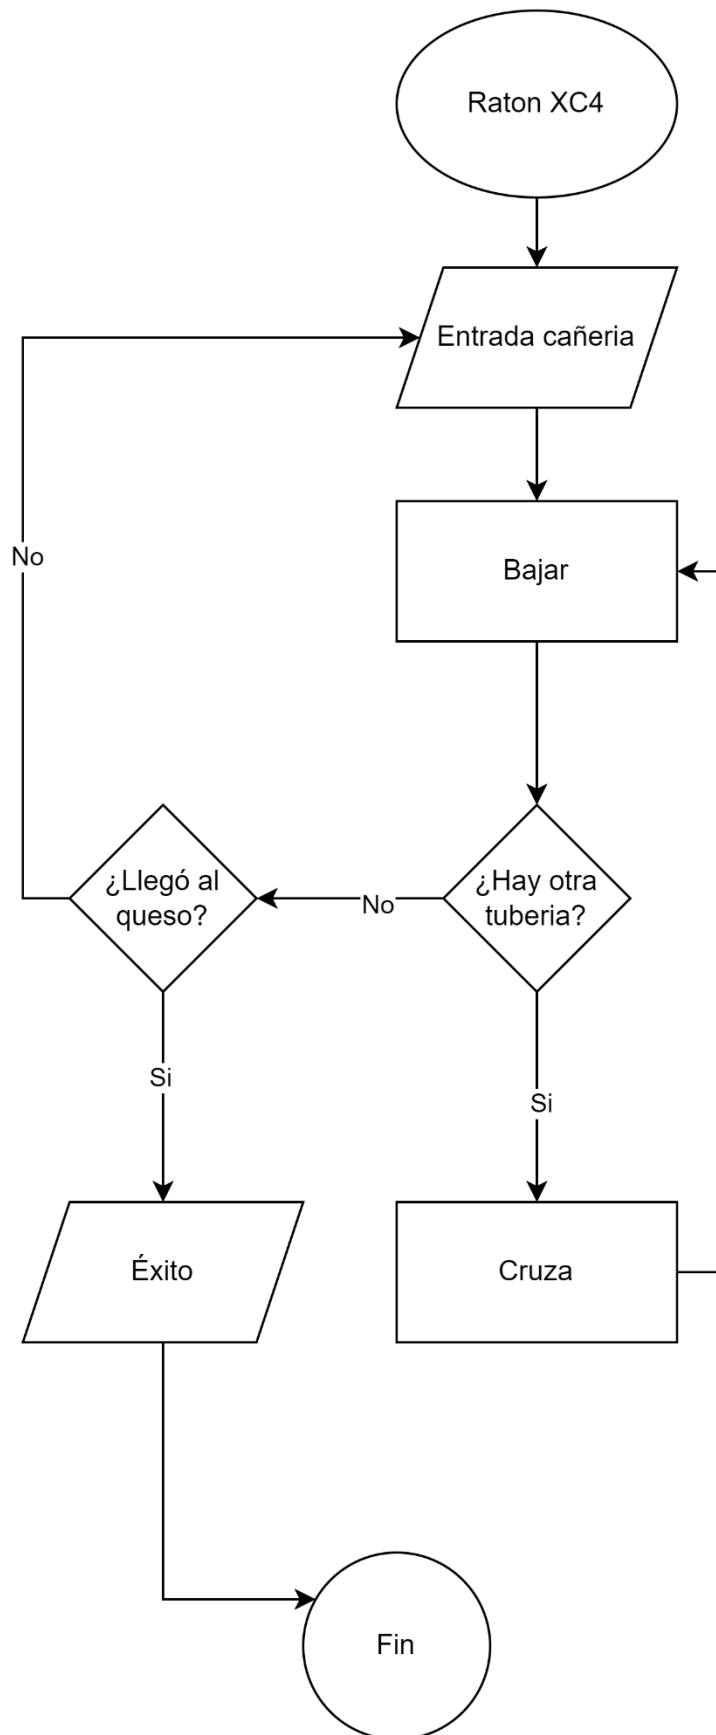 Raton XC4
Entrada cañeria
Bajar
No
¿Llegó al
queso?
No
¿Hay otra
tuberia?
Si
Si
Éxito
Cruza
Fin